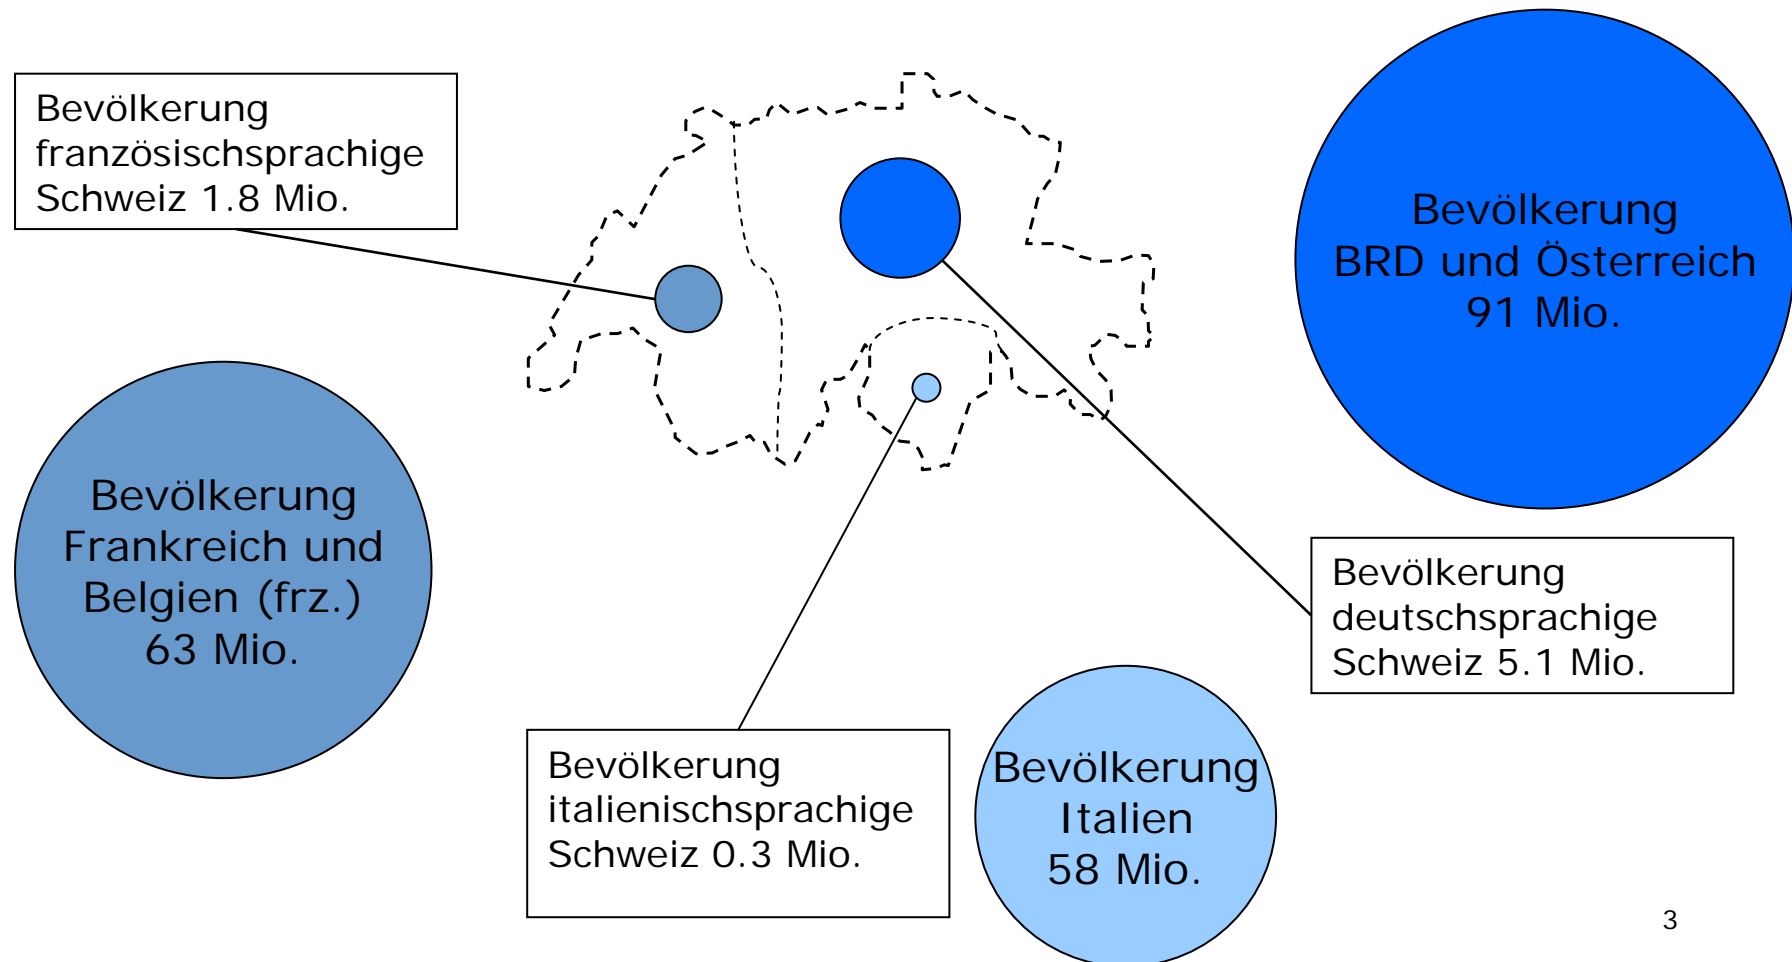 Bevölkerung
französischsprachige
Schweiz 1.8 Mio.
Bevölkerung
BRD und Österreich
91 Mio.
Bevölkerung
Frankreich und
Belgien (frz.)
63 Mio.
Bevölkerung
deutschsprachige
Schweiz 5.1 Mio.
Bevölkerung
italienischsprachige
Schweiz 0.3 Mio.
Bevölkerung
Italien
58 Mio.
3